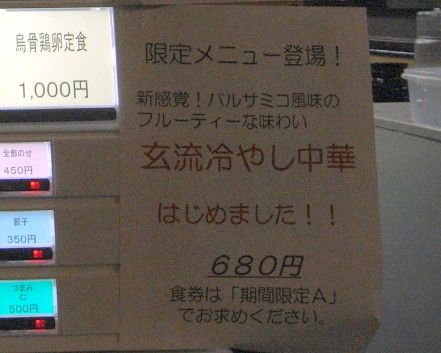 烏骨鶏卵定食
1,000円
全部のせ
450円
餃子
350円
つまみ
C
500円
限定メニュー登場！
新感覚！バルサミコ風味の
フルーティーな味わい
玄流冷やし中華
はじめました！！
680円
食券は「期間限定A」
でお求めください。